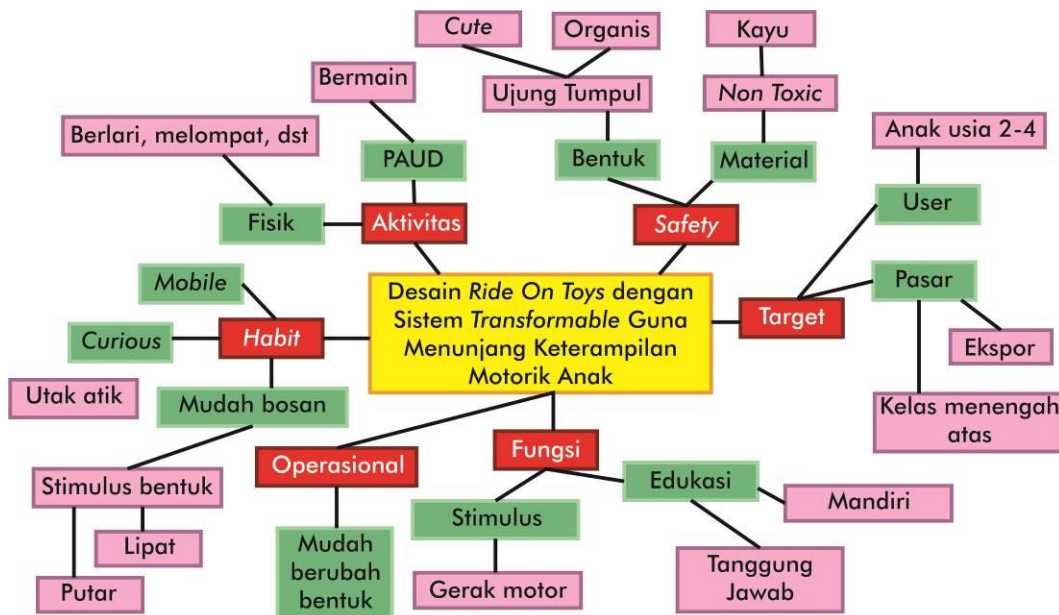 Cute
Organis
Kayu
Bermain
Ujung Tumpul
Non Toxic
Berlari, melompat, dst
Anak usia 2-4
PAUD
Bentuk
Material
User
Fisik
Aktivitas
Safety
Mobile
Desain Ride On Toys dengan
Sistem Transformable Guna
Menunjang Keterampilan
Motorik Anak
Pasar
Target
Curious
Habit
Ekspor
Utak atik
Mudah bosan
Kelas menengah
atas
Fungsi
Operasional
Stimulus bentuk
Edukasi
Mandiri
Stimulus
Lipat
Mudah
berubah
bentuk
Tanggung
Jawab
Putar
Gerak motor